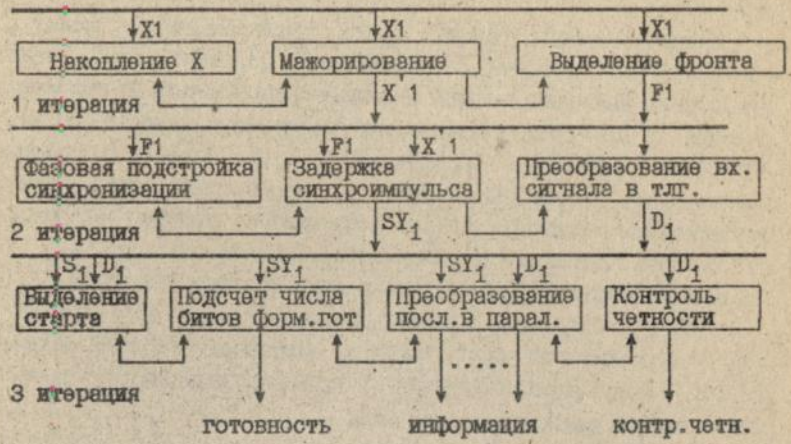 X1 X1 X1
Накопление X Мажорирование Выделение фронта
1 итерация X'1 F1
F1 F1 X'1
Фазовая подстройка Задержка Преобразование вх.
синхронизации синхроимпульса сигнала в тлг.
2 итерация SY1 D1
S1 D1 SY1 SY1 D1 D1
Выделение Подсчет числа Преобразование Контроль
старта битов форм.гот посл.в парал. четности
.....
3 итерация
готовность информация контр.четн.